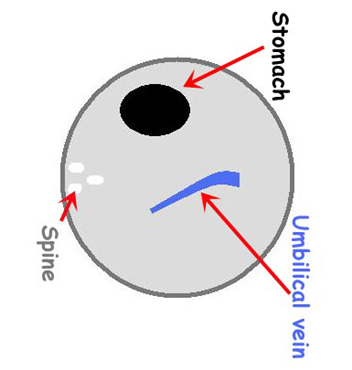 Stomach
Spine
Umbilical vein